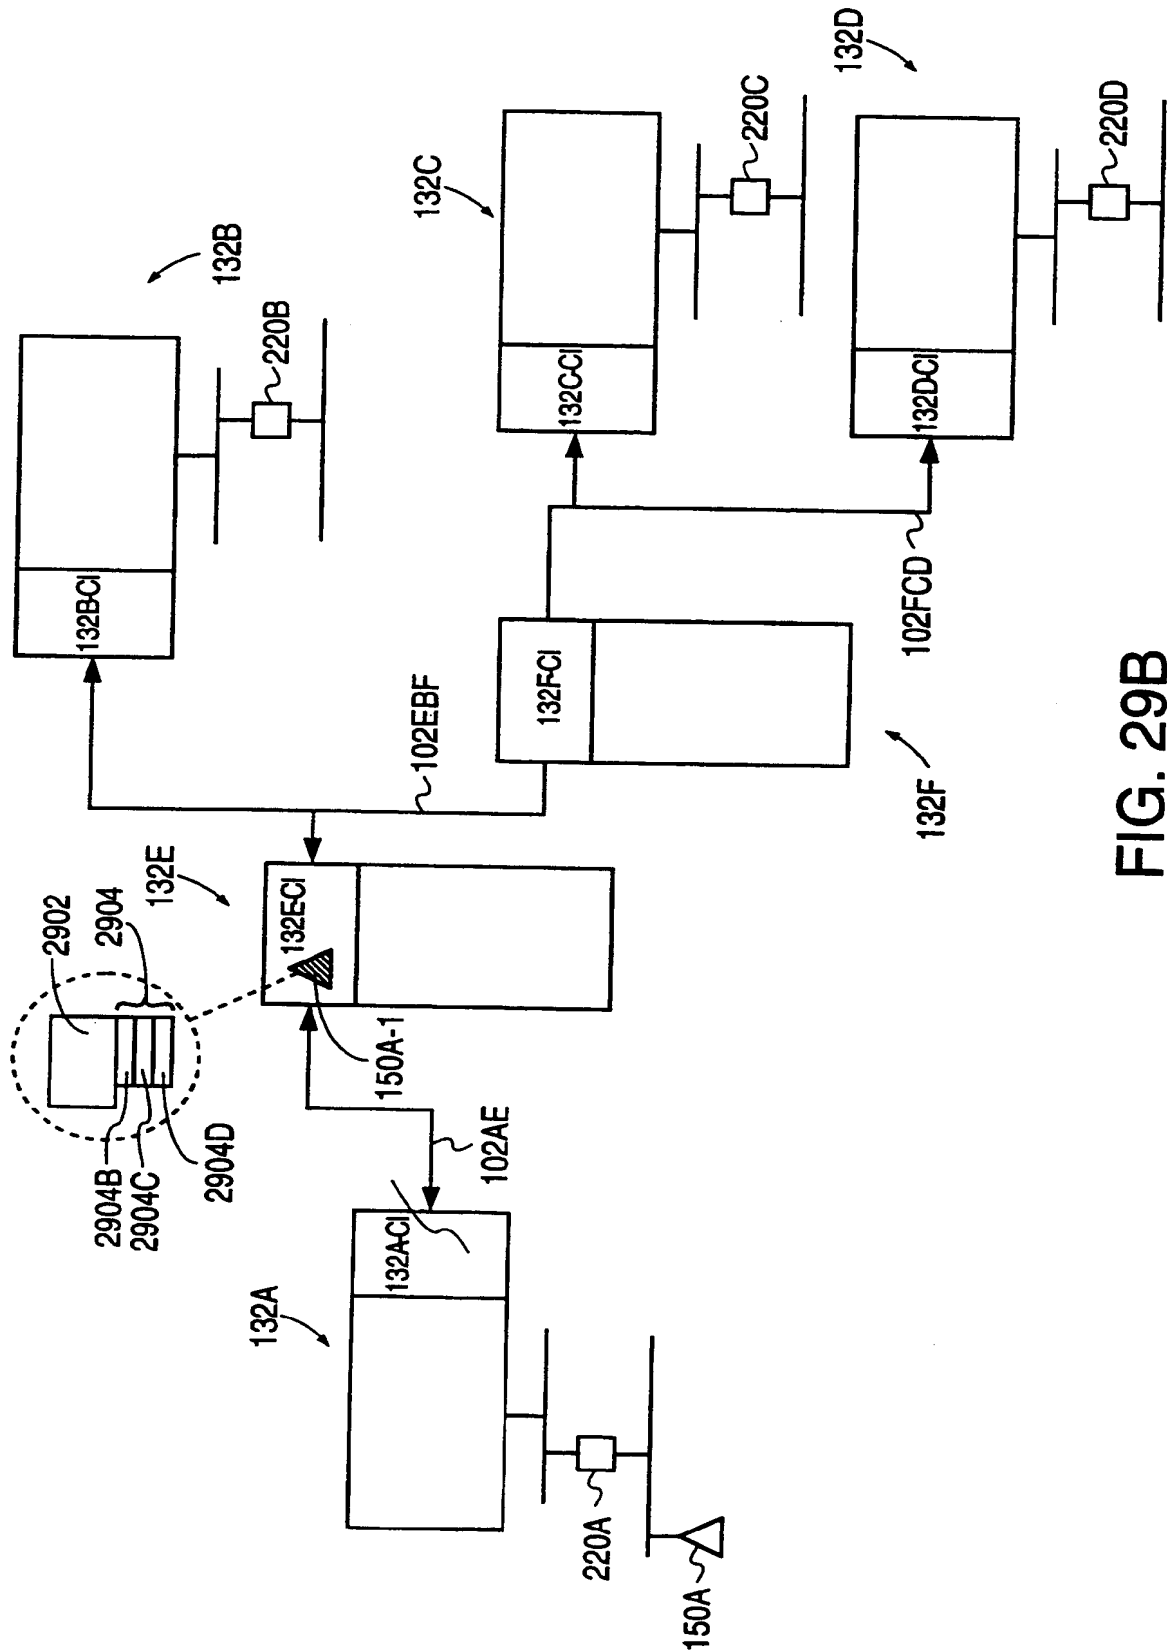 132B
132B-CI
220B
132C
132C-CI
220C
132D
132D-CI
220D
102FCD
102EBF
132F-CI
132F
2902
2904
132E
132E-CI
150A-1
2904B
2904C
2904D
102AE
132A
132A-CI
220A
150A
FIG. 29B